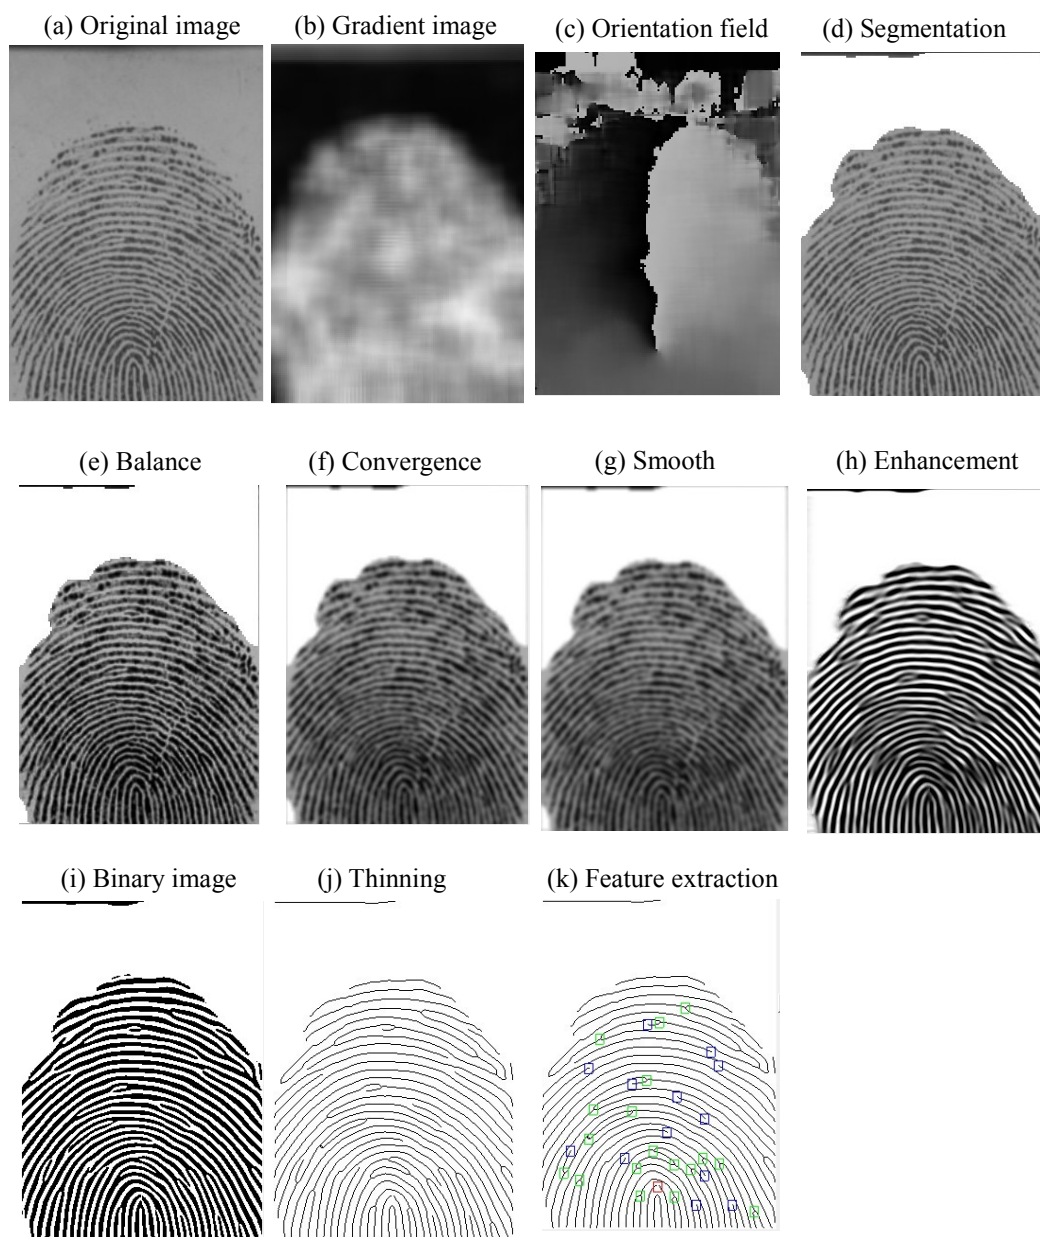 (a) Original image
(b) Gradient image
(c) Orientation field
(d) Segmentation
(e) Balance
(f) Convergence
(g) Smooth
(h) Enhancement
(i) Binary image
(j) Thinning
(k) Feature extraction